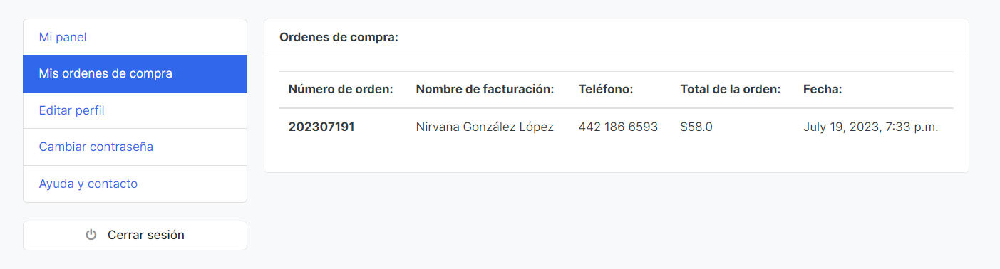 Mi panel
Mis ordenes de compra
Editar perfil
Cambiar contraseña
Ayuda y contacto
Cerrar sesión
Ordenes de compra:
Número de orden: Nombre de facturación: Teléfono: Total de la orden: Fecha:
202307191 Nirvana González López 442 186 6593 $58.0 July 19, 2023, 7:33 p.m.